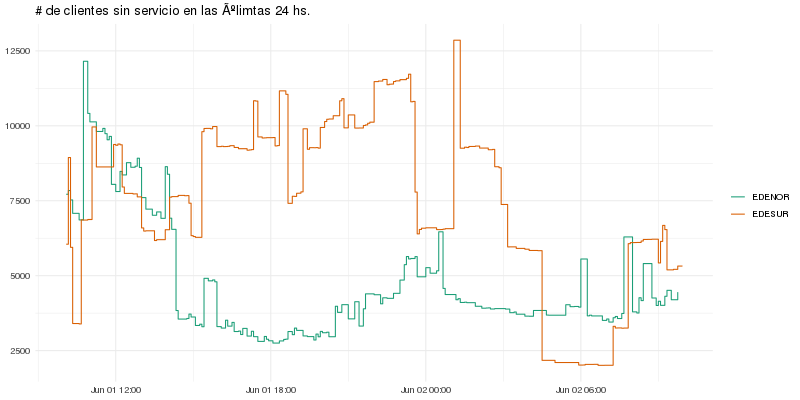 # de clientes sin servicio en las Ãºlimtas 24 hs.
12500
10000
7500
5000
2500
Jun 01 12:00
Jun 01 18:00
Jun 02 00:00
Jun 02 06:00
EDENOR
EDESUR